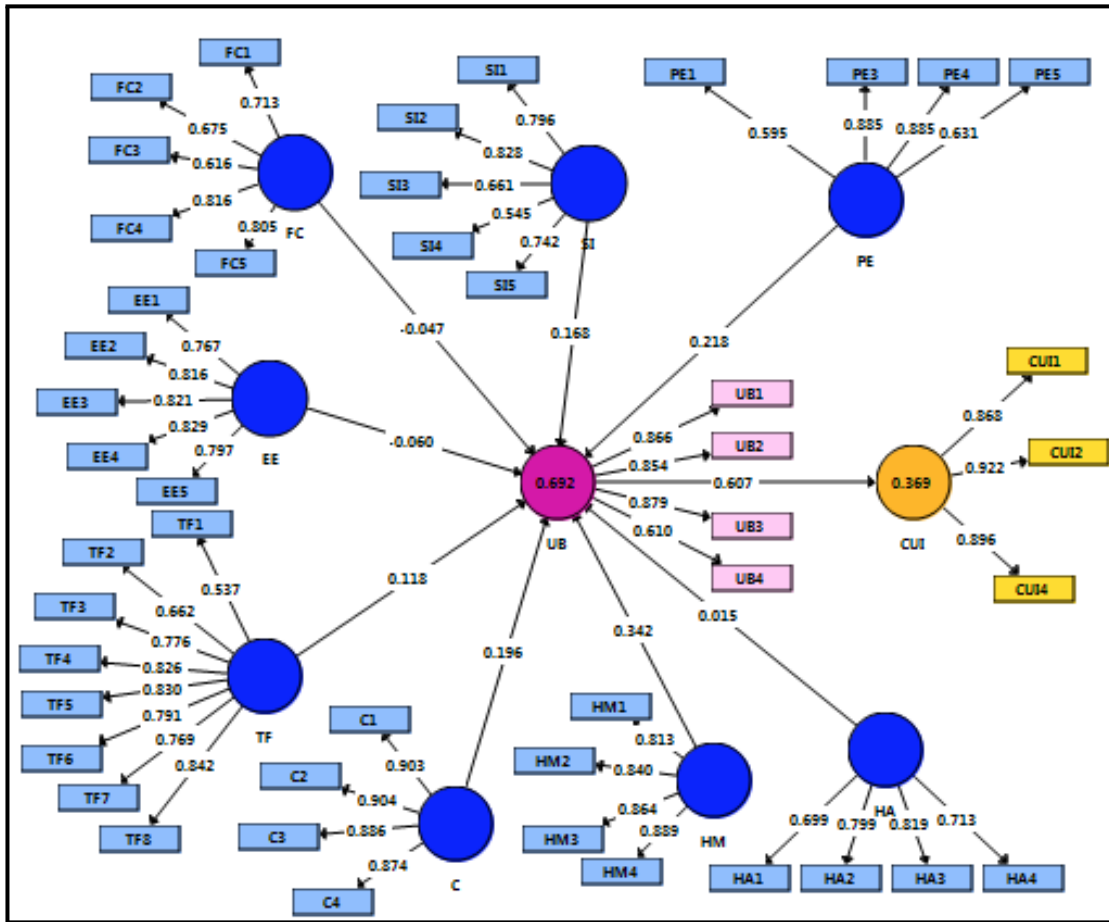 FC1
FC2
0.713
0.675
FC3
0.616
0.816
FC4
0.805
FC5
FC
SI1
SI2
0.796
0.828
SI3
0.661
0.545
SI4
0.742
SI5
SI
PE1
PE3
PE4
PE5
0.595
0.885
0.885
0.631
PE
-0.047
0.168
0.218
EE1
EE2
0.767
0.816
EE3
0.821
0.829
EE4
0.797
EE5
EE
-0.060
UB1
0.866
UB2
0.854
0.692
0.607
0.879
UB3
0.610
UB4
UB
CUI1
0.868
CUI2
0.922
0.369
0.896
CUI
CUI4
TF1
TF2
0.537
0.662
TF3
0.776
TF4
0.826
TF5
0.830
0.791
TF6
0.769
0.842
TF7
TF8
TF
0.118
0.196
0.342
0.015
C1
C2
0.903
0.904
C3
0.886
0.874
C4
C
HM1
0.813
HM2
0.840
0.864
HM3
0.889
HM4
HM
HA
0.699
0.799
0.819
0.713
HA1
HA2
HA3
HA4